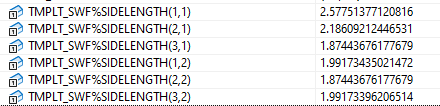 TMPLT_SWF%SIDELENGTH(1,1) 2.57751377120816
TMPLT_SWF%SIDELENGTH(2,1) 2.18609212446531
TMPLT_SWF%SIDELENGTH(3,1) 1.87443676177679
TMPLT_SWF%SIDELENGTH(1,2) 1.99173435021472
TMPLT_SWF%SIDELENGTH(2,2) 1.87443676177679
TMPLT_SWF%SIDELENGTH(3,2) 1.99173396206514